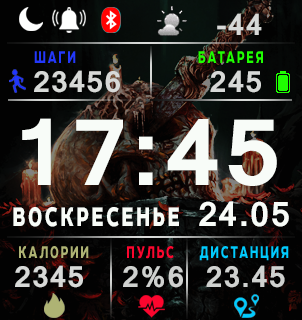 -44
ШАГИ БАТАРЕЯ
23456 245
17:45
ВОСКРЕСЕНЬЕ 24.05
КАЛОРИИ ПУЛЬС ДИСТАНЦИЯ
2345 2%6 23.45